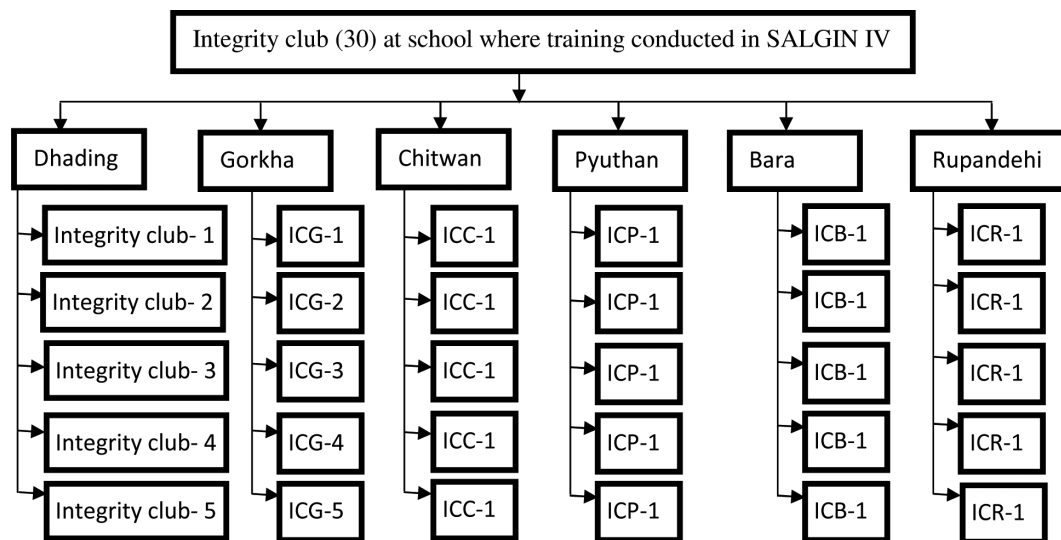 Integrity club (30) at school where training conducted in SALGIN IV
Dhading
Gorkha
Chitwan
Pyuthan
Bara
Rupandehi
Integrity club- 1
ICG-1
ICC-1
ICP-1
ICB-1
ICR-1
Integrity club- 2
ICG-2
ICC-1
ICP-1
ICB-1
ICR-1
Integrity club- 3
ICG-3
ICC-1
ICP-1
ICB-1
ICR-1
Integrity club- 4
ICG-4
ICC-1
ICP-1
ICB-1
ICR-1
Integrity club- 5
ICG-5
ICC-1
ICP-1
ICB-1
ICR-1